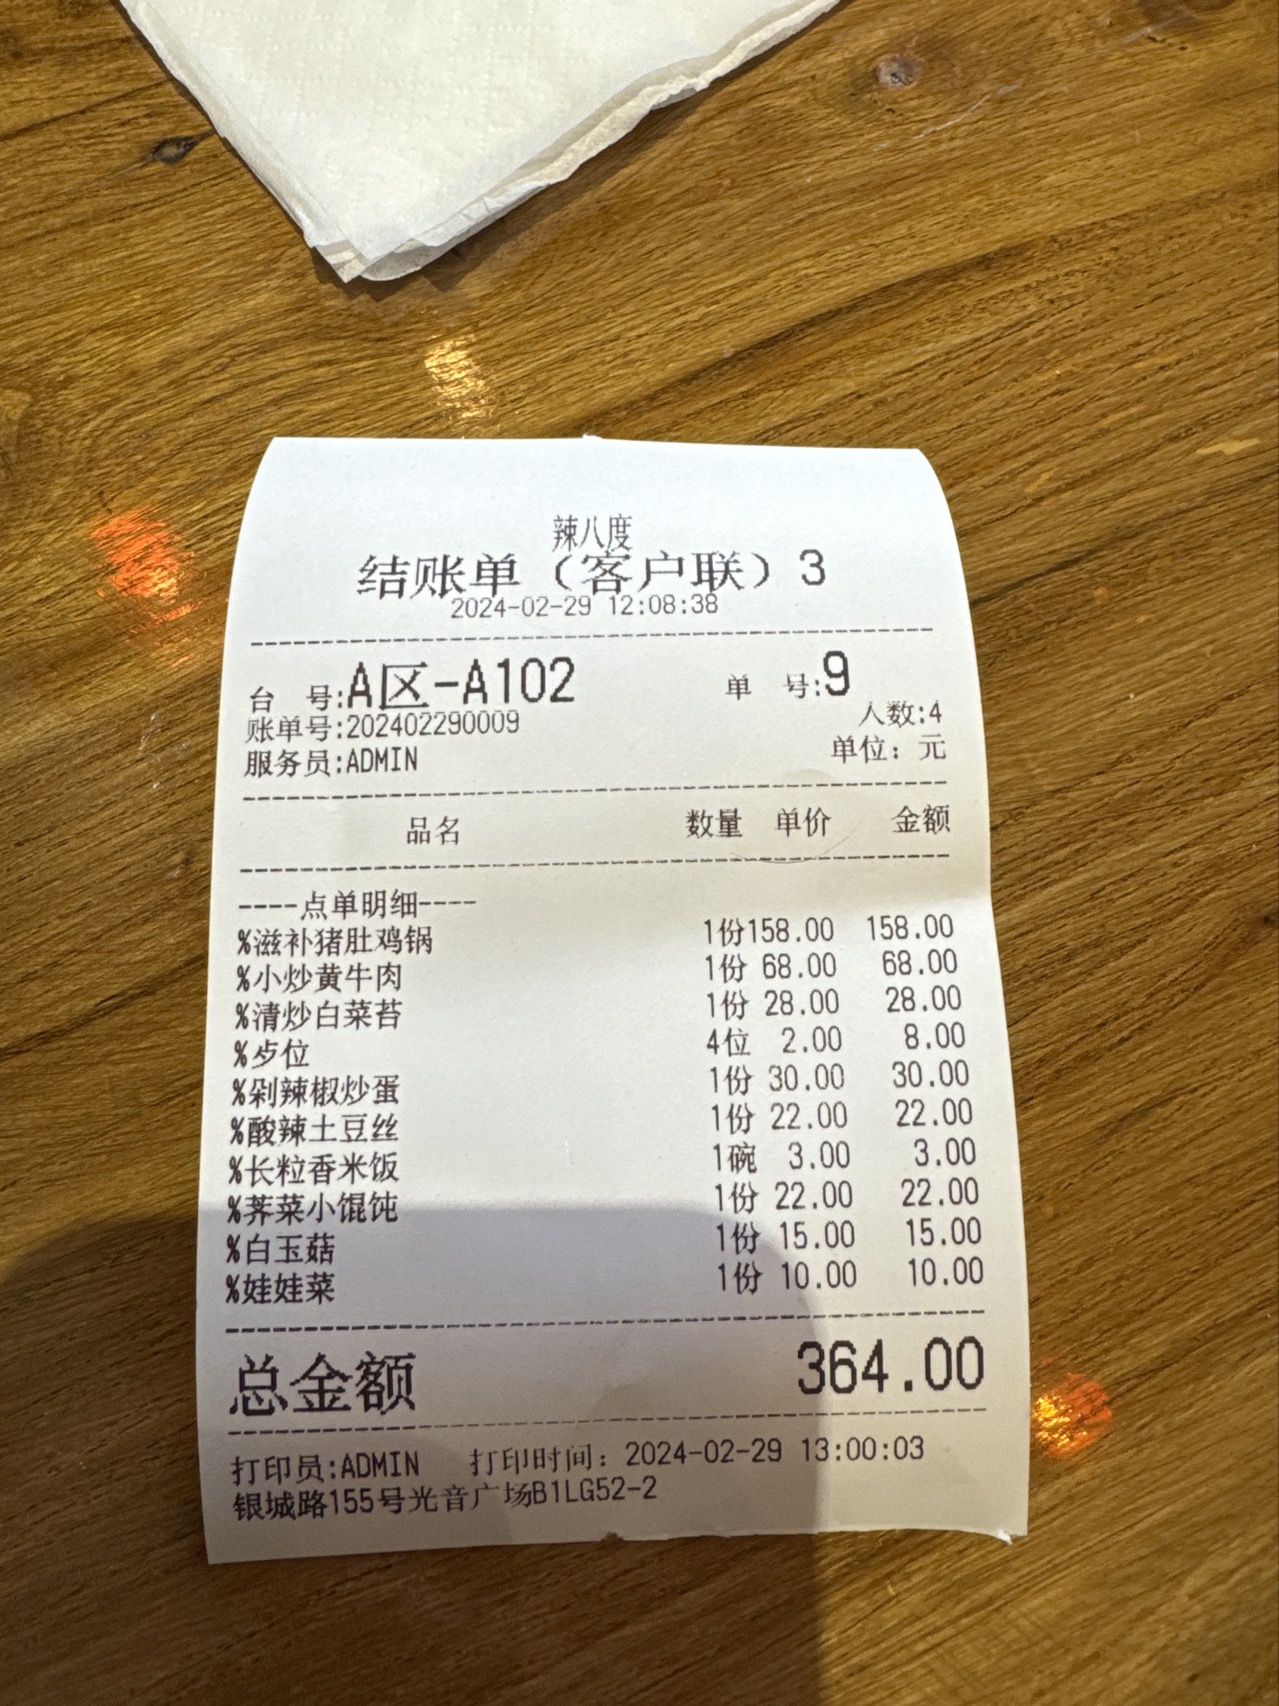 辣八度
结账单（客户联）3
2024-02-29 12:08:38
台 号:A区-A102 单 号:9
账单号:202402290009 人数:4
服务员:ADMIN 单位：元
品名 数量 单价 金额
----点单明细----
%滋补猪肚鸡锅 1份158.00 158.00
%小炒黄牛肉 1份 68.00 68.00
%清炒白菜苔 1份 28.00 28.00
%歺位 4位 2.00 8.00
%剁辣椒炒蛋 1份 30.00 30.00
%酸辣土豆丝 1份 22.00 22.00
%长粒香米饭 1碗 3.00 3.00
%荠菜小馄饨 1份 22.00 22.00
%白玉菇 1份 15.00 15.00
%娃娃菜 1份 10.00 10.00
总金额 364.00
打印员:ADMIN 打印时间：2024-02-29 13:00:03
银城路155号光音广场B1LG52-2